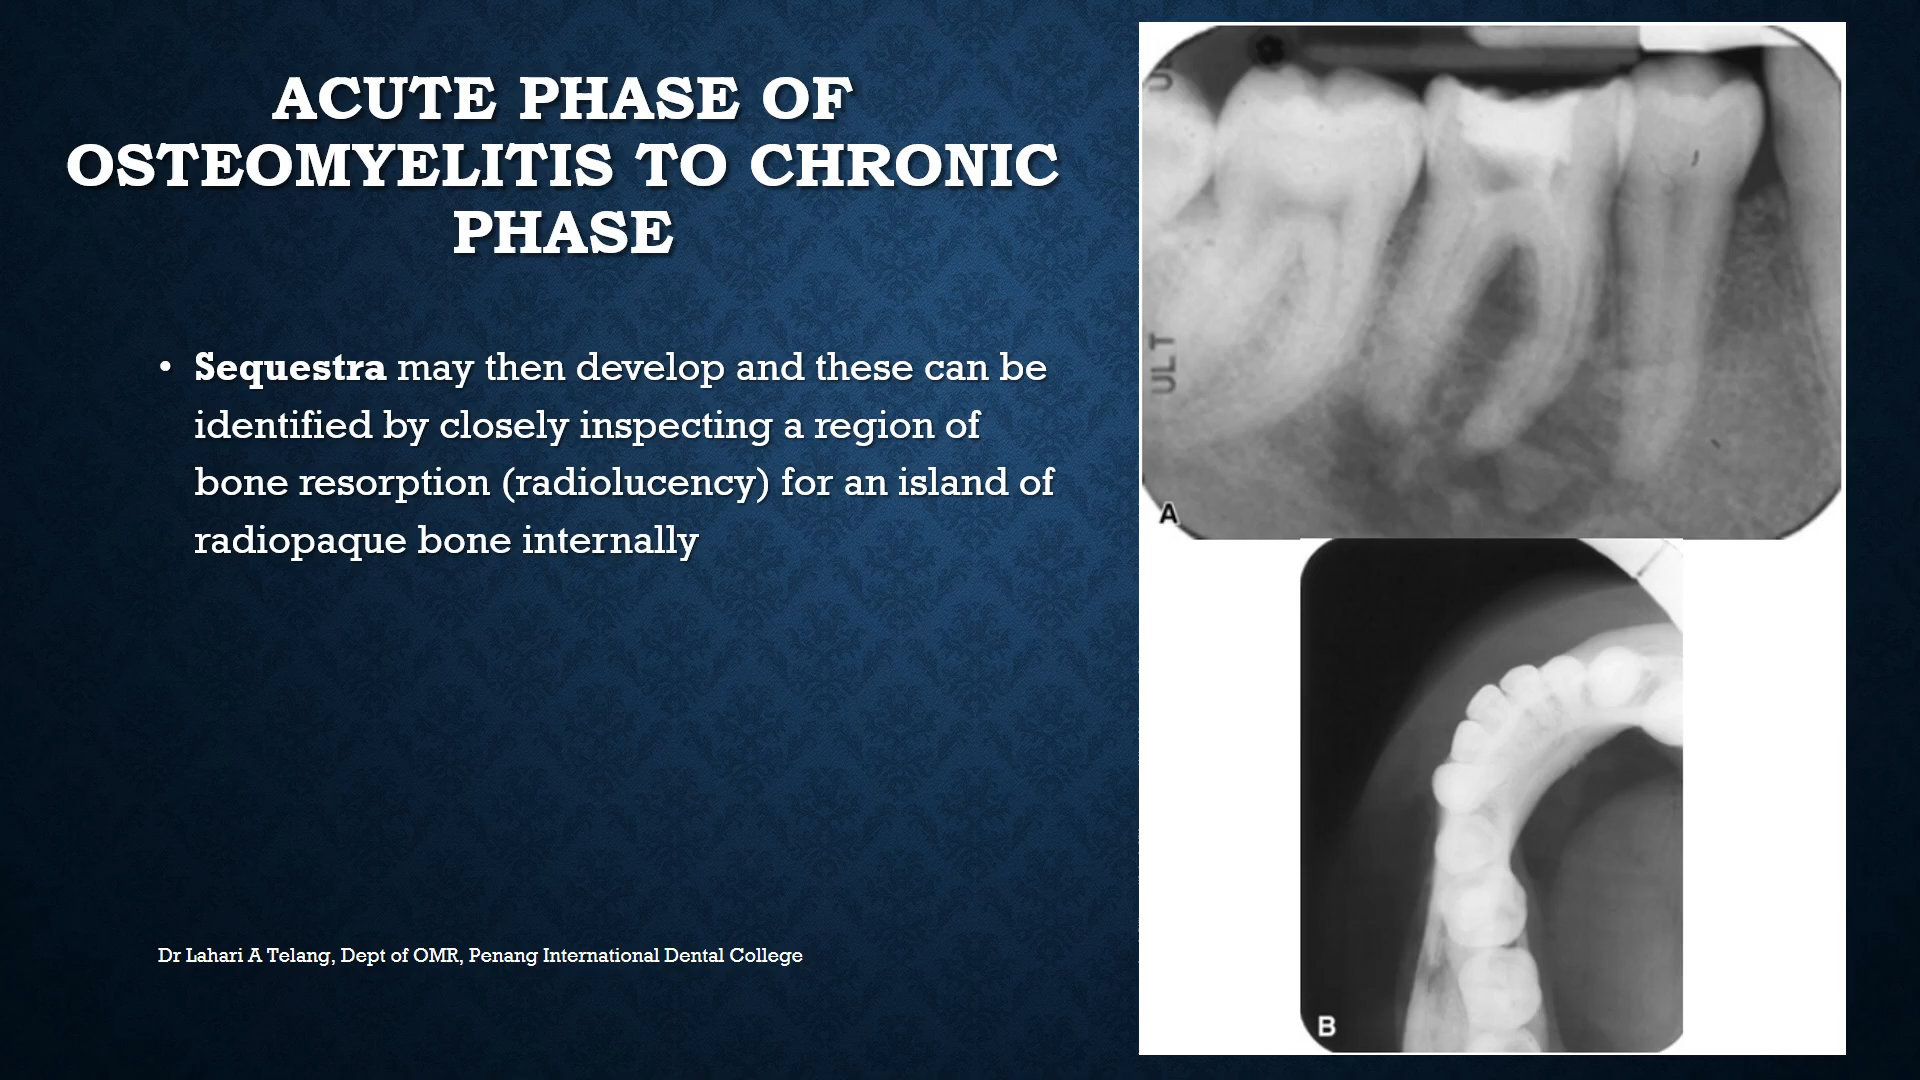 ACUTE PHASE OF
OSTEOMYELITIS TO CHRONIC
PHASE
• Sequestra may then develop and these can be
identified by closely inspecting a region of
bone resorption (radiolucency) for an island of
radiopaque bone internally
Dr Lahari A Telang, Dept of OMR, Penang International Dental College
ULT
A
B